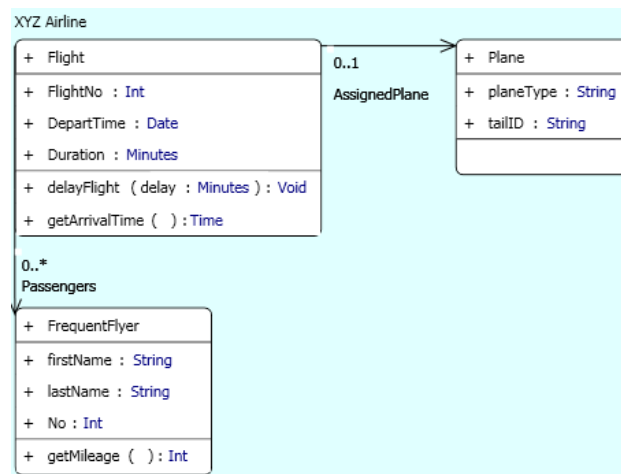 XYZ Airline
+ Flight
+ FlightNo : Int
+ DepartTime : Date
+ Duration : Minutes
+ delayFlight ( delay : Minutes ) : Void
+ getArrivalTime ( ) : Time
0..1
AssignedPlane
+ Plane
+ planeType : String
+ tailID : String
0..*
Passengers
+ FrequentFlyer
+ firstName : String
+ lastName : String
+ No : Int
+ getMileage ( ) : Int